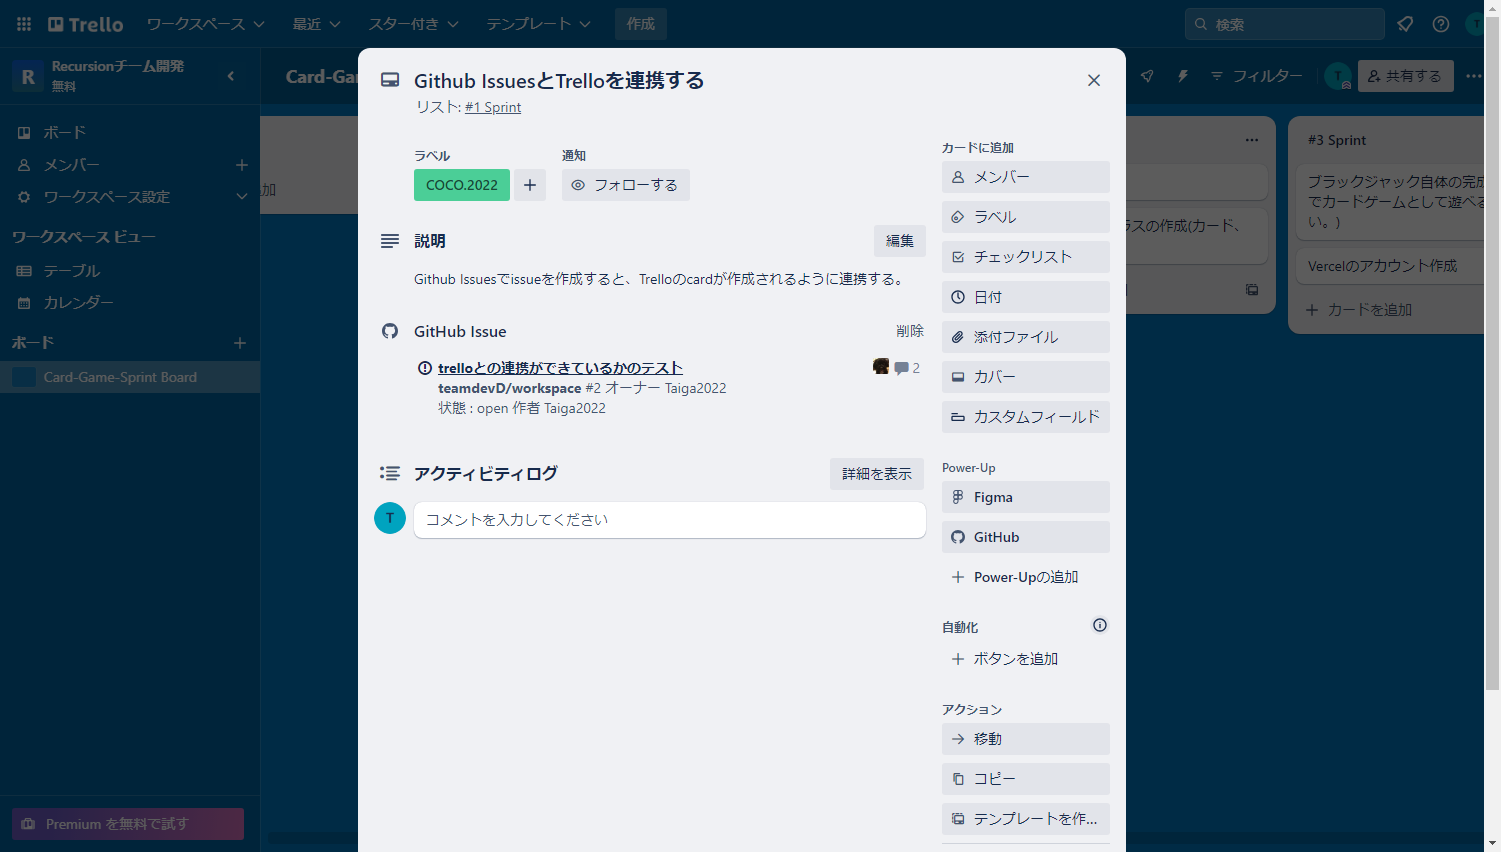 Trello
ワークスペース
最近
スター付き
テンプレート
作成
検索
T
R
Recursionチーム開発
無料
Card-Ga
フィルター
T
共有する
ボード
メンバー
ワークスペース設定
ワークスペース ビュー
テーブル
カレンダー
ボード
Card-Game-Sprint Board
Premium を無料で試す
追加
Github IssuesとTrelloを連携する
リスト: #1 Sprint
ラベル
通知
COCO.2022
フォローする
説明
編集
Github Issuesでissueを作成すると、Trelloのcardが作成されるように連携する。
GitHub Issue
削除
trelloとの連携ができているかのテスト
2
teamdevD/workspace #2 オーナー Taiga2022
状態 : open 作者 Taiga2022
アクティビティログ
詳細を表示
T
コメントを入力してください
カードに追加
メンバー
ラベル
チェックリスト
日付
添付ファイル
カバー
カスタムフィールド
Power-Up
Figma
GitHub
Power-Upの追加
自動化
ボタンを追加
アクション
移動
コピー
テンプレートを作...
ラスの作成(カード、
#3 Sprint
ブラックジャック自体の完成
でカードゲームとして遊べる
い。)
Vercelのアカウント作成
カードを追加